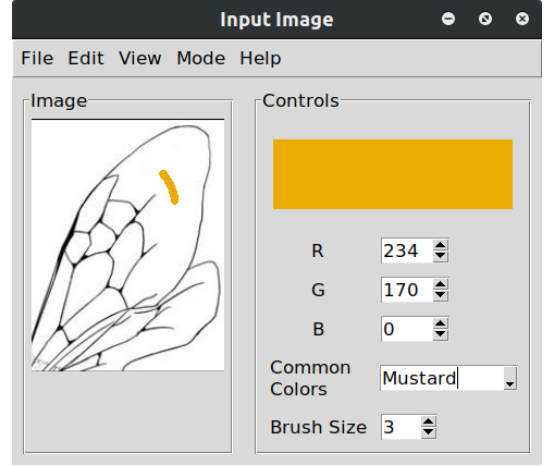 Input Image
File Edit View Mode Help
Image
Controls
R 234
G 170
B 0
Common
Colors
Mustard
Brush Size 3